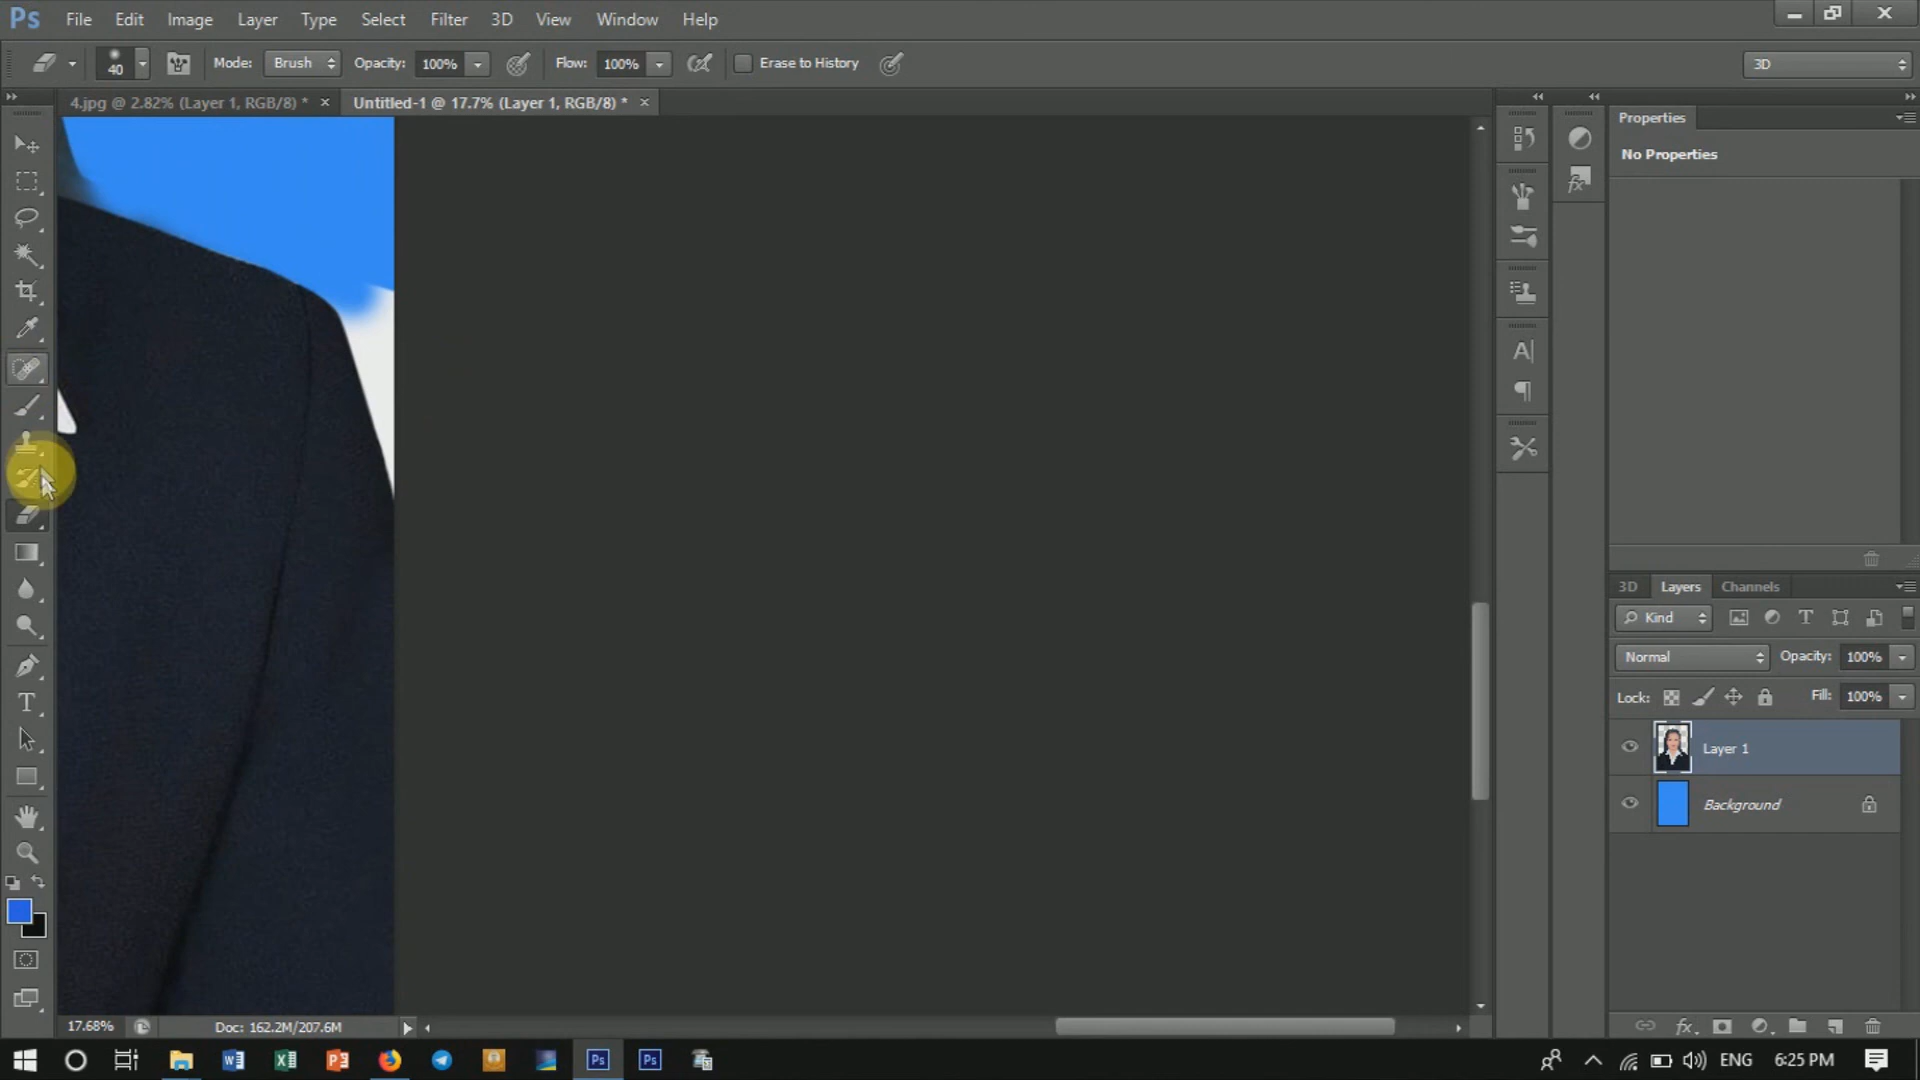 Ps File Edit Image Layer Type Select Filter 3D View Window Help
40 Mode: Brush Opacity: 100% Flow: 100% Erase to History 3D
4.jpg @ 2.82% (Layer 1, RGB/8) * × Untitled-1 @ 17.7% (Layer 1, RGB/8) * ×
Properties
No Properties
3D Layers Channels
Kind
Normal Opacity: 100%
Lock: Fill: 100%
Layer 1
Background
17.68% Doc: 162.2M/207.6M
ENG 6:25 PM